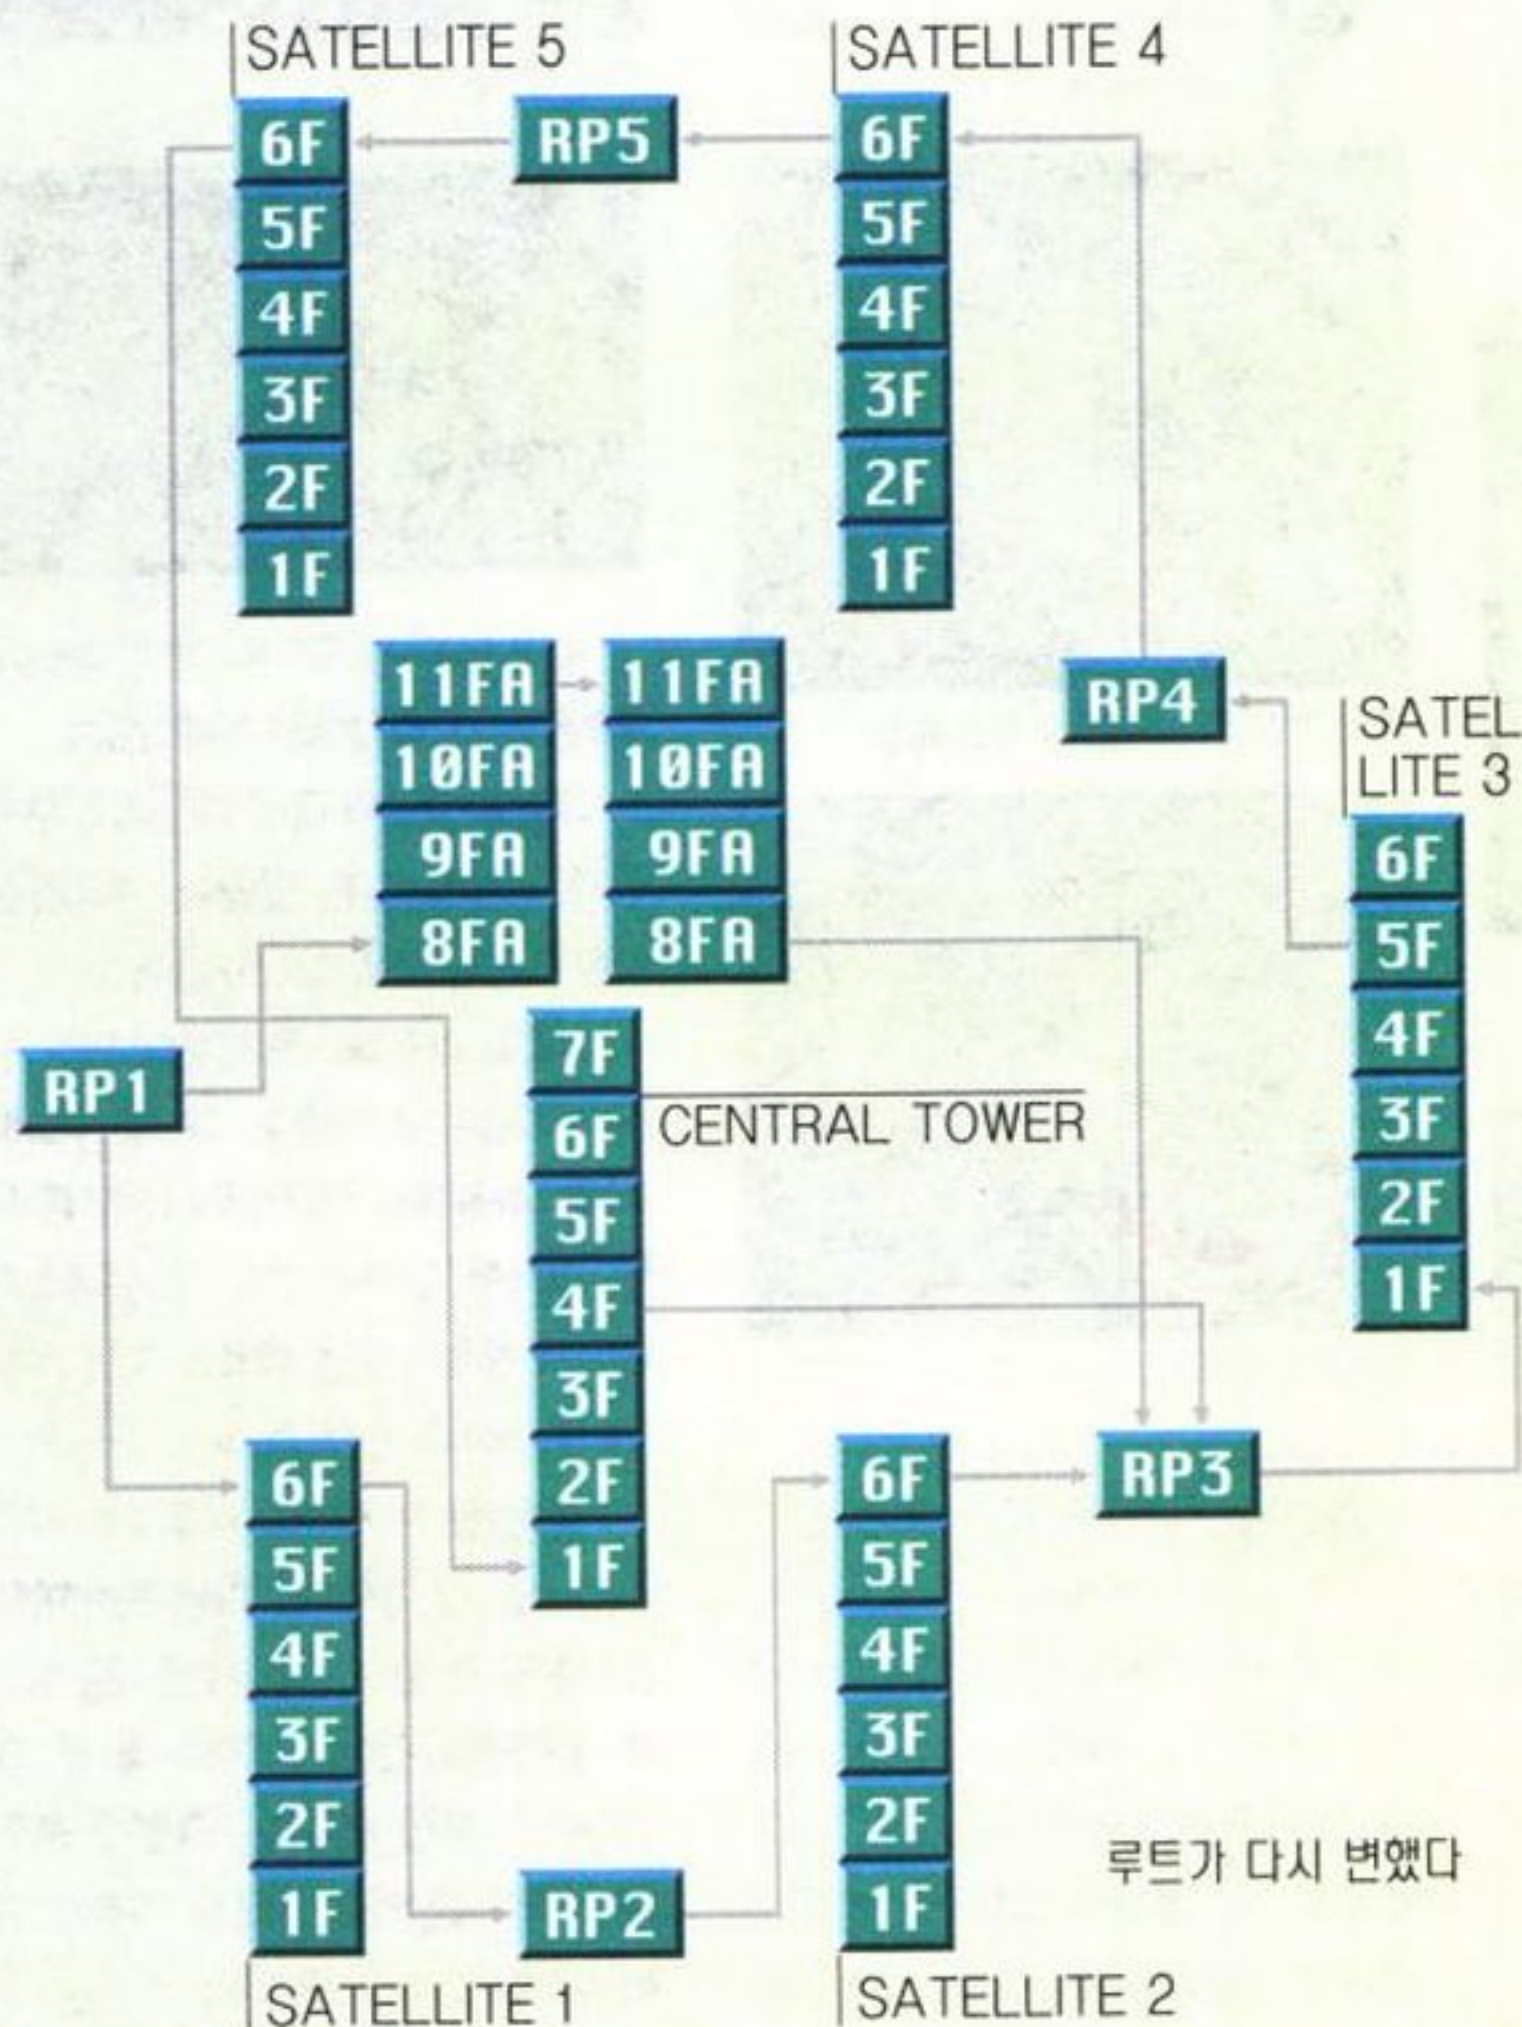 SATELLITE 5
6F
5F
4F
3F
2F
1F
RP5
SATELLITE 4
6F
5F
4F
3F
2F
1F
11FA
10FA
9FA
8FA
11FA
10FA
9FA
8FA
RP4
SATEL
LITE 3
6F
5F
4F
3F
2F
1F
RP1
7F
6F
5F
4F
3F
2F
1F
CENTRAL TOWER
6F
5F
4F
3F
2F
1F
SATELLITE 1
RP2
6F
5F
4F
3F
2F
1F
SATELLITE 2
RP3
루트가 다시 변했다